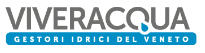 VIVERACQUA
GESTORI IDRICI DEL VENETO